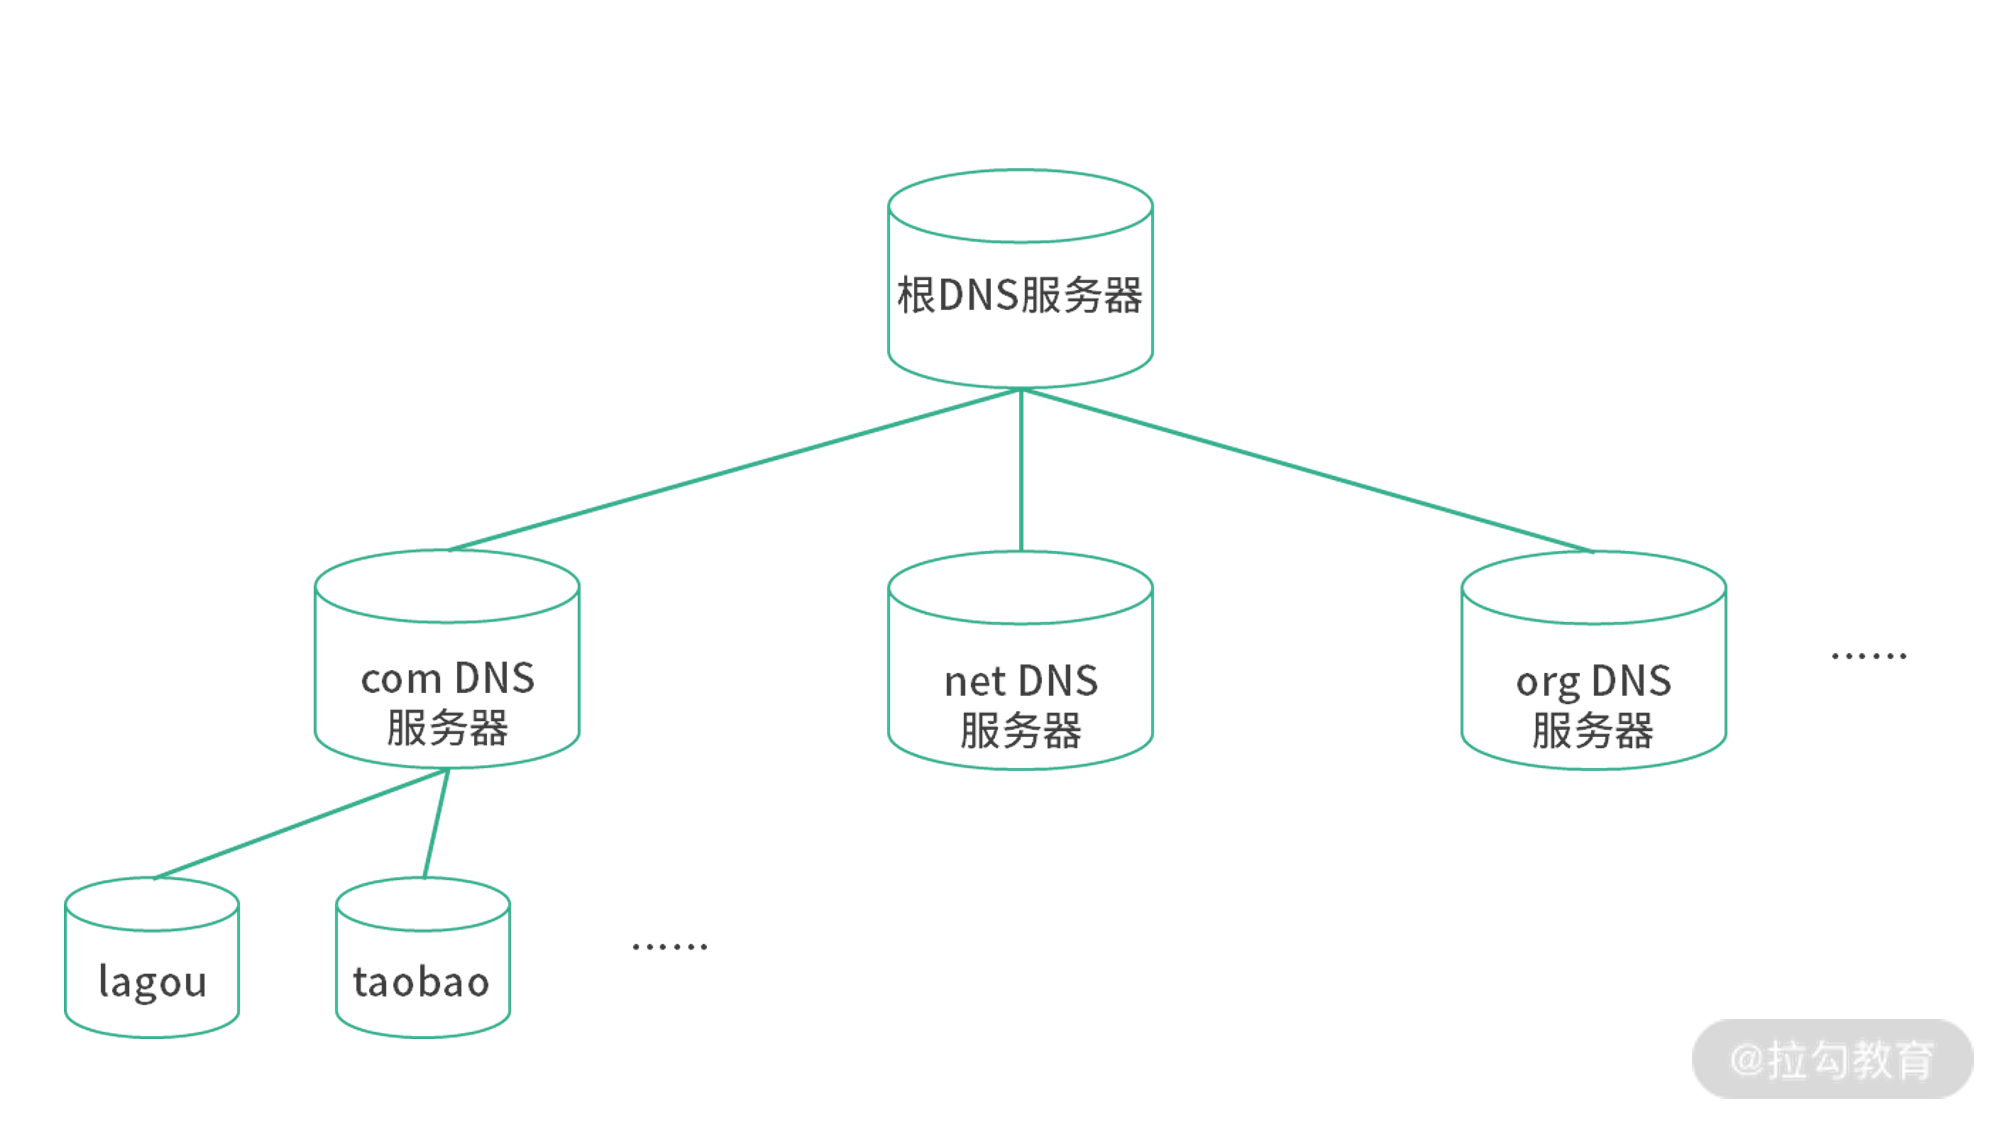 根DNS服务器
com DNS
服务器
net DNS
服务器
org DNS
服务器
······
lagou
taobao
······
@拉勾教育